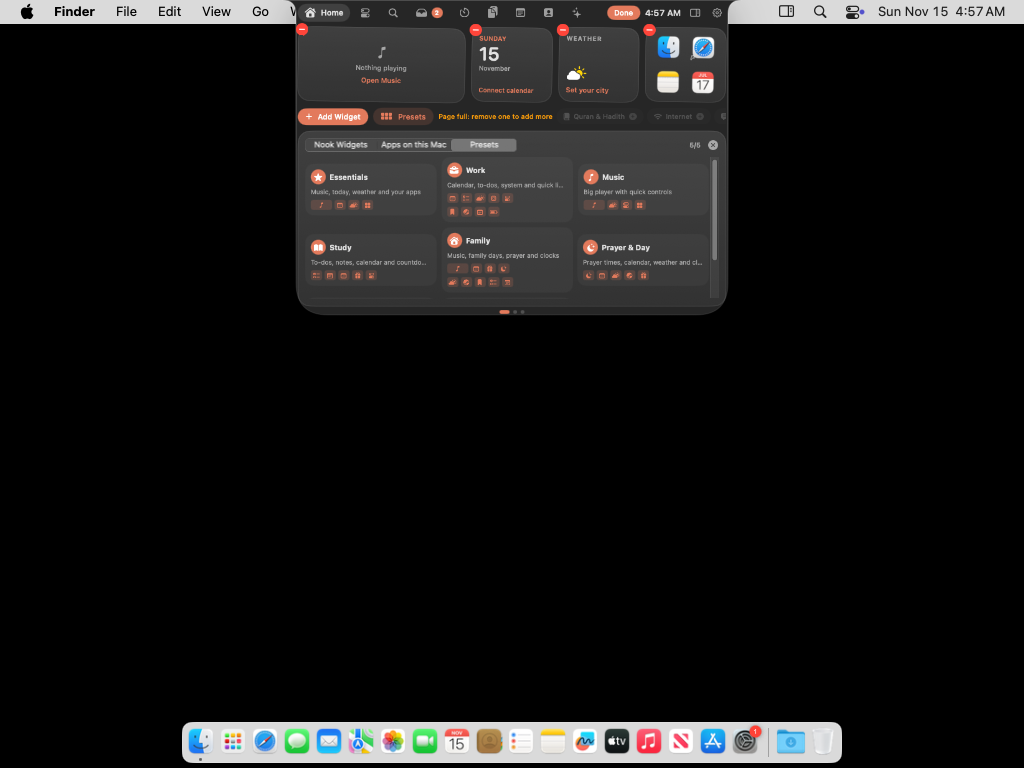 Finder File Edit View Go
Home 2 Done 4:57 AM
Sun Nov 15 4:57 AM
Nothing playing
Open Music
SUNDAY
15
November
Connect calendar
WEATHER
Set your city
JUL
17
+ Add Widget
Presets
Page full: remove one to add more
Quran & Hadith
Internet
Nook Widgets
Apps on this Mac
Presets
5/5
Essentials
Music, today, weather and your apps
Work
Calendar, to-dos, system and quick li...
Music
Big player with quick controls
Study
To-dos, notes, calendar and countdo...
Family
Music, family days, prayer and clocks
Prayer & Day
Prayer times, calendar, weather and cl...
NOV
15
tv
1